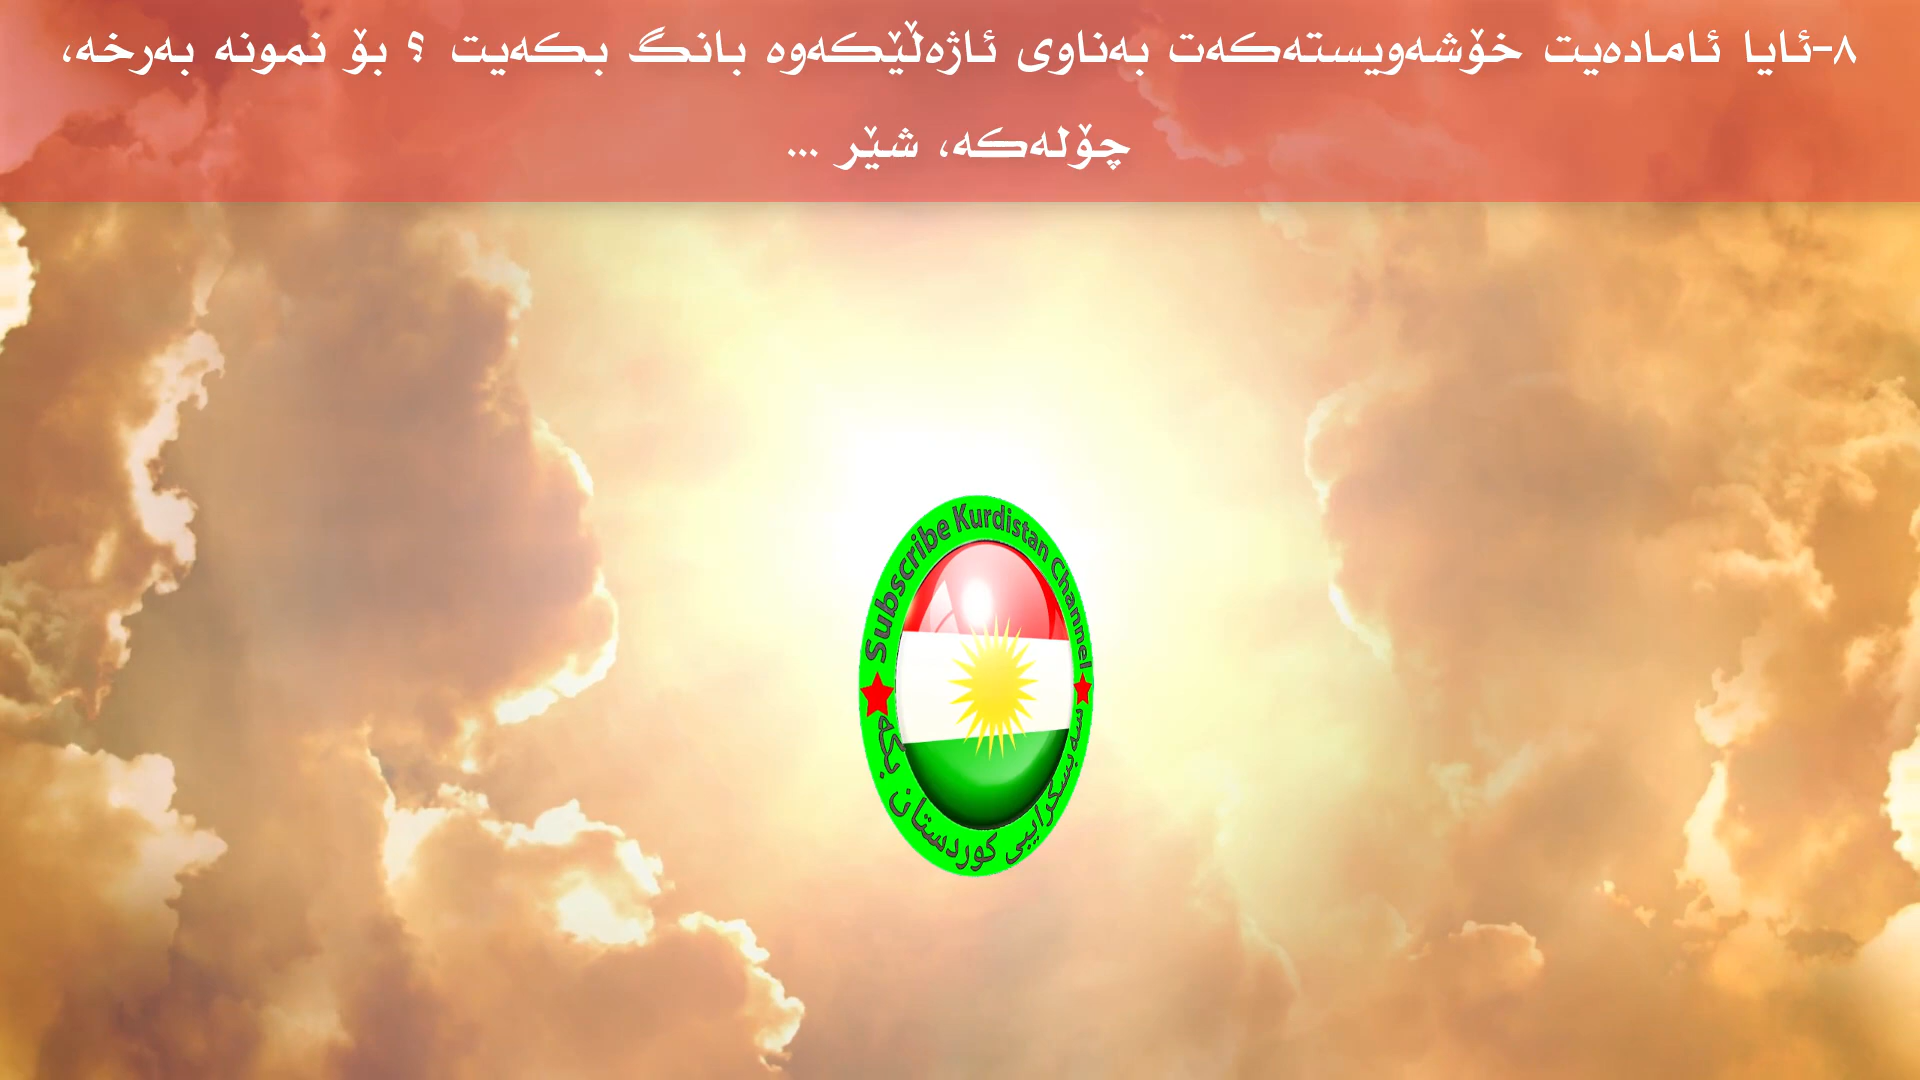 ٨-ئایا ئامادەیت خۆشەویستەکەت بەناوی ئاژەڵێکەوە بانگ بکەیت ؟ بۆ نمونە بەرخە،
چۆلەکە، شێر ...
Subscribe Kurdistan Channel
سەبسکرایبی کوردستان بکە